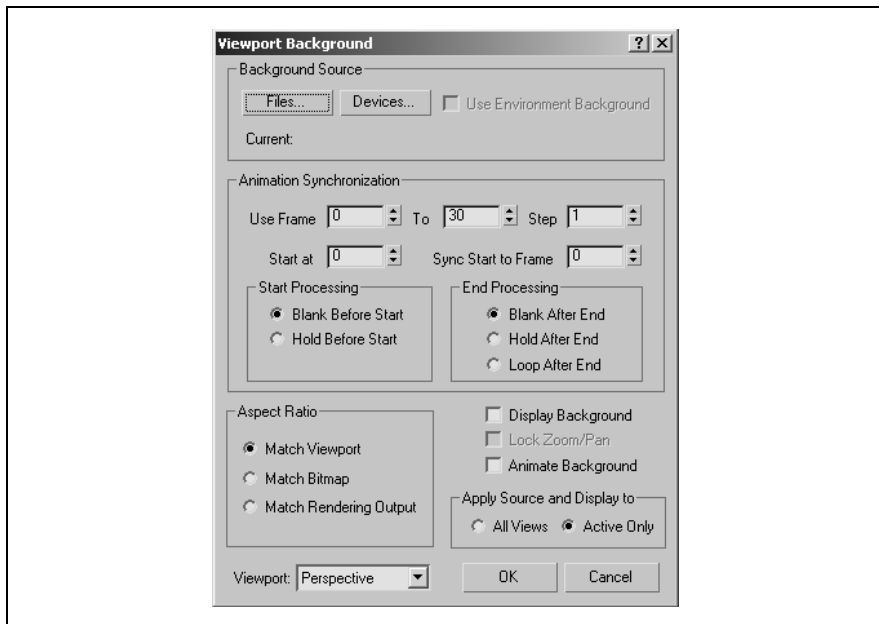 Viewport Background
Background Source
Files... Devices... Use Environment Background
Current:
Animation Synchronization
Use Frame 0 To 30 Step 1
Start at 0 Sync Start to Frame 0
Start Processing
Blank Before Start
Hold Before Start
End Processing
Blank After End
Hold After End
Loop After End
Aspect Ratio
Match Viewport
Match Bitmap
Match Rendering Output
Display Background
Lock Zoom/Pan
Animate Background
Apply Source and Display to
All Views Active Only
Viewport: Perspective OK Cancel